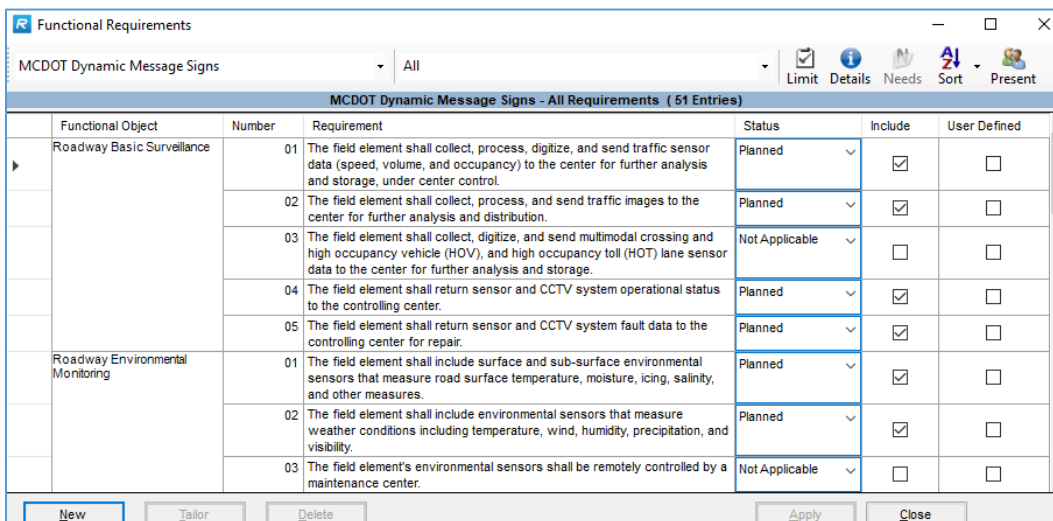 R Functional Requirements
MCDOT Dynamic Message Signs All Limit Details Needs Sort Present
MCDOT Dynamic Message Signs - All Requirements ( 51 Entries)
Functional Object Number Requirement Status Include User Defined
Roadway Basic Surveillance 01 The field element shall collect, process, digitize, and send traffic sensor Planned
data (speed, volume, and occupancy) to the center for further analysis
and storage, under center control.
02 The field element shall collect, process, and send traffic images to the Planned
center for further analysis and distribution.
03 The field element shall collect, digitize, and send multimodal crossing and Not Applicable
high occupancy vehicle (HOV), and high occupancy toll (HOT) lane sensor
data to the center for further analysis and storage.
04 The field element shall return sensor and CCTV system operational status Planned
to the controlling center.
05 The field element shall return sensor and CCTV system fault data to the Planned
controlling center for repair.
Roadway Environmental 01 The field element shall include surface and sub-surface environmental Planned
Monitoring sensors that measure road surface temperature, moisture, icing, salinity,
and other measures.
02 The field element shall include environmental sensors that measure Planned
weather conditions including temperature, wind, humidity, precipitation, and
visibility.
03 The field element's environmental sensors shall be remotely controlled by a Not Applicable
maintenance center.
New Tailor Delete Apply Close